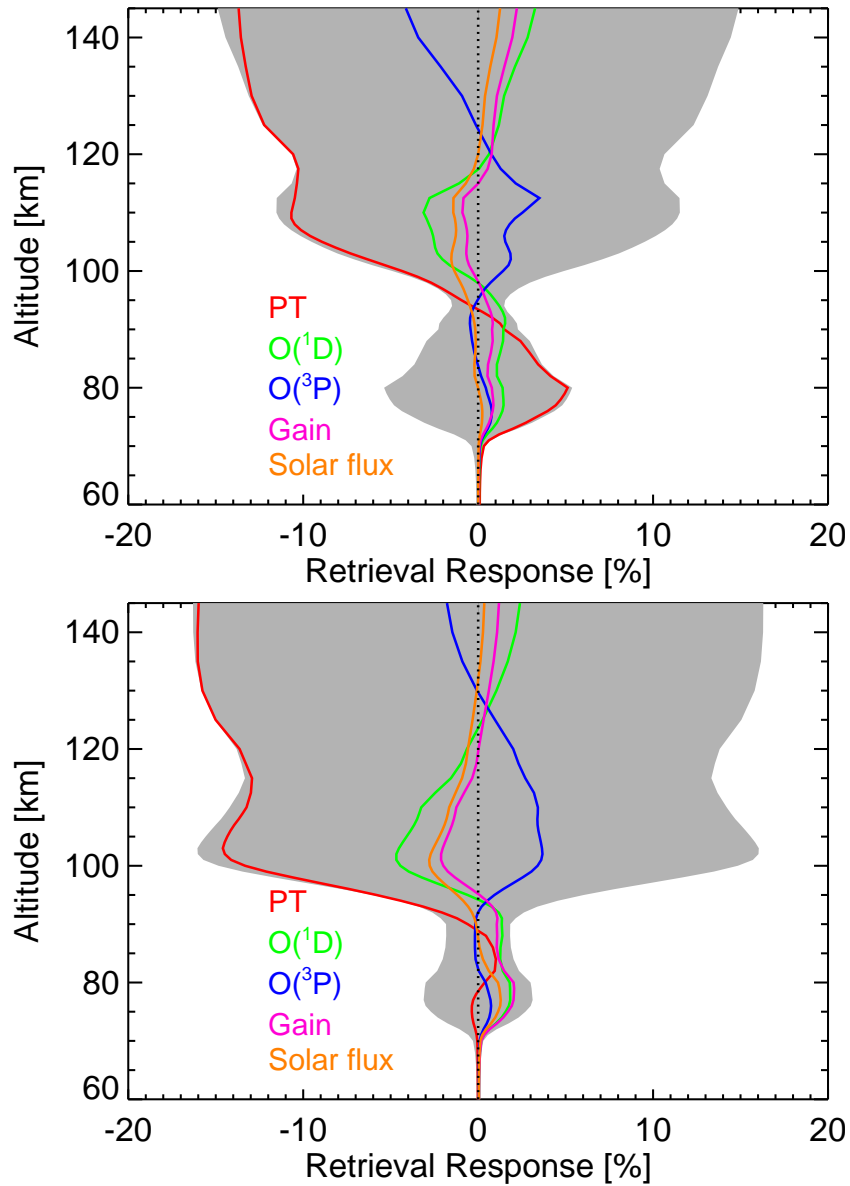 140
120
100
80
60
Altitude [km]
PT
O(¹D)
O(³P)
Gain
Solar flux
-20 -10 0 10 20
Retrieval Response [%]
140
120
100
80
60
Altitude [km]
PT
O(¹D)
O(³P)
Gain
Solar flux
-20 -10 0 10 20
Retrieval Response [%]